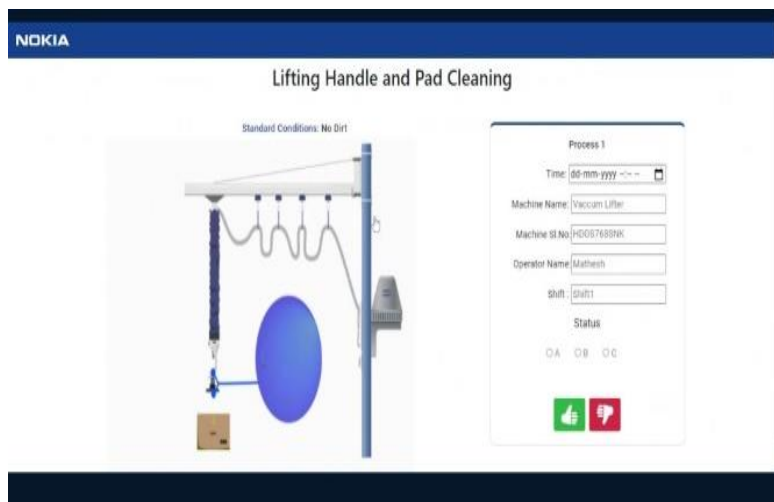 NOKIA
Lifting Handle and Pad Cleaning
Standard Conditions: No Dirt
Process 1
Time: dd-mm-yyyy --:-- --
Machine Name: Vaccum Lifter
Machine Sl.No:
Operator Name: Mathesh
Shift : Shift1
Status
A B C